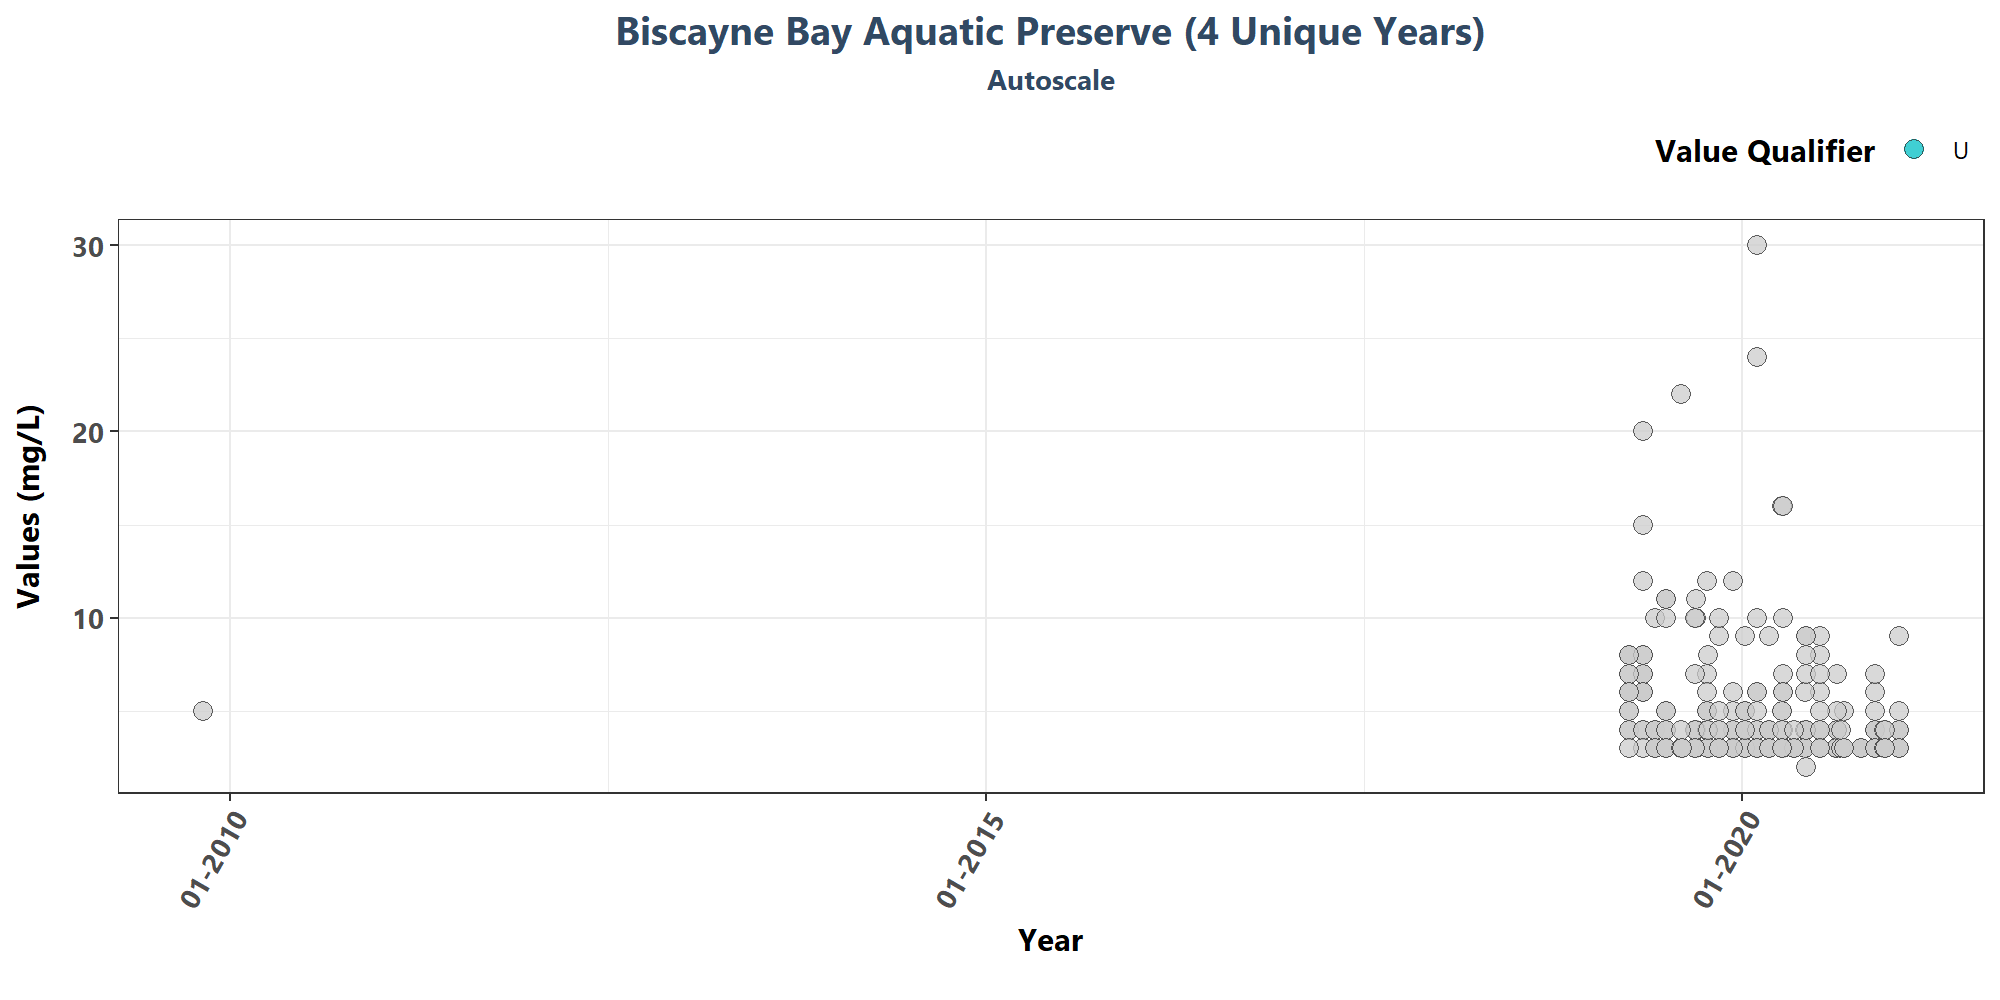 Biscayne Bay Aquatic Preserve (4 Unique Years)
Autoscale
Value Qualifier U
Values (mg/L)
30
20
10
01-2010 01-2015 01-2020
Year